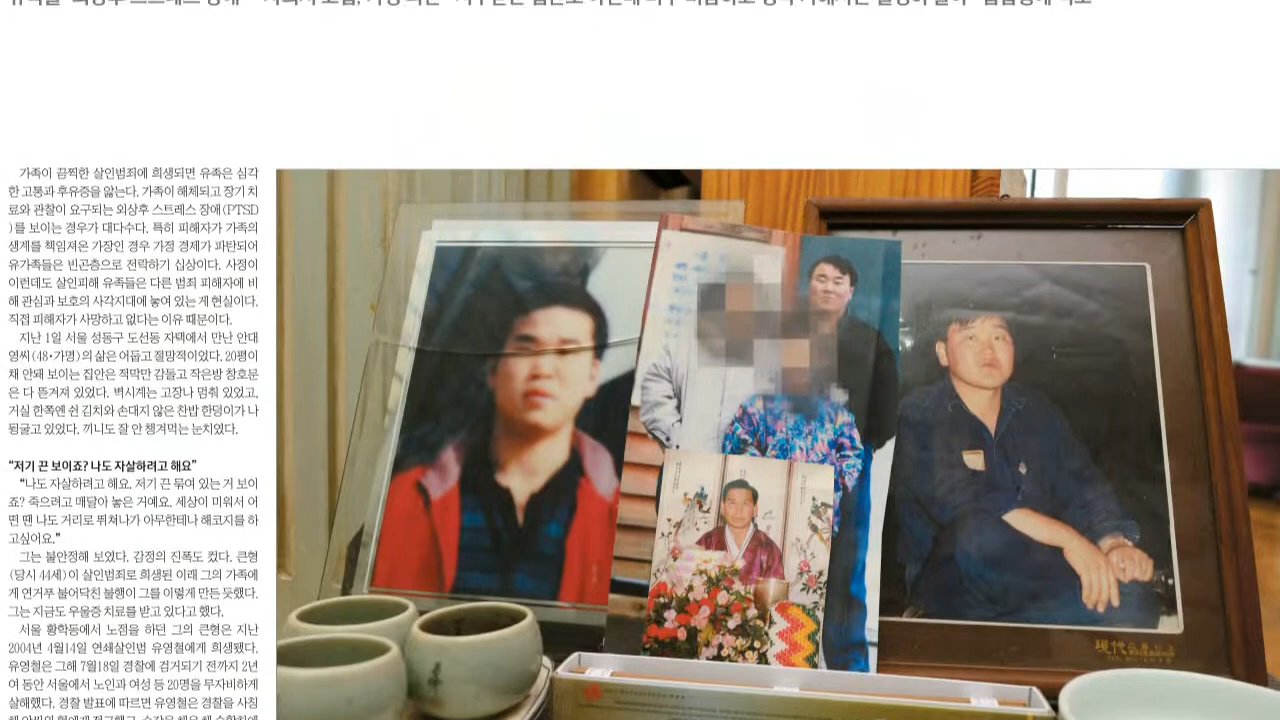 가족이 끔찍한 살인범죄에 희생되면 유족은 심각
한 고통과 후유증을 앓는다. 가족이 해체되고 장기 치
료와 관찰이 요구되는 외상후 스트레스 장애(PTSD
)를 보이는 경우가 대다수다. 특히 피해자가 가족의
생계를 책임져온 가장인 경우 가정 경제가 파탄되어
유가족들은 빈곤층으로 전락하기 십상이다. 사정이
이런데도 살인피해 유족들은 다른 범죄 피해자에 비
해 관심과 보호의 사각지대에 놓여 있는 게 현실이다.
직접 피해자가 사망하고 없다는 이유 때문이다.
지난 1일 서울 성동구 도선동 자택에서 만난 안대
영씨(48·가명)의 삶은 어둡고 절망적이었다. 20평이
채 안돼 보이는 집안은 적막만 감돌고 작은방 창호문
은 다 뜯겨져 있었다. 벽시계는 고장나 멈춰 있었고,
거실 한쪽엔 쉰 김치와 손대지 않은 찬밥 한덩이가 나
뒹굴고 있었다. 끼니도 잘 안 챙겨먹는 눈치였다.
“저기 끈 보이죠? 나도 자살하려고 해요”
“나도 자살하려고 해요. 저기 끈 묶여 있는 거 보이
죠? 죽으려고 매달아 놓은 거예요. 세상이 미워서 어
떤 땐 나도 거리로 뛰쳐나가 아무한테나 해코지를 하
고싶어요.”
그는 불안정해 보였다. 감정의 진폭도 컸다. 큰형
(당시 44세)이 살인범죄로 희생된 이래 그의 가족에
게 연거푸 불어닥친 불행이 그를 이렇게 만든 듯했다.
그는 지금도 우울증 치료를 받고 있다고 했다.
서울 황학동에서 노점을 하던 그의 큰형은 지난
2004년 4월14일 연쇄살인범 유영철에게 희생됐다.
유영철은 그해 7월18일 경찰에 검거되기 전까지 2년
여 동안 서울에서 노인과 여성 등 20명을 무자비하게
살해했다. 경찰 발표에 따르면 유영철은 경찰을 사칭
現代